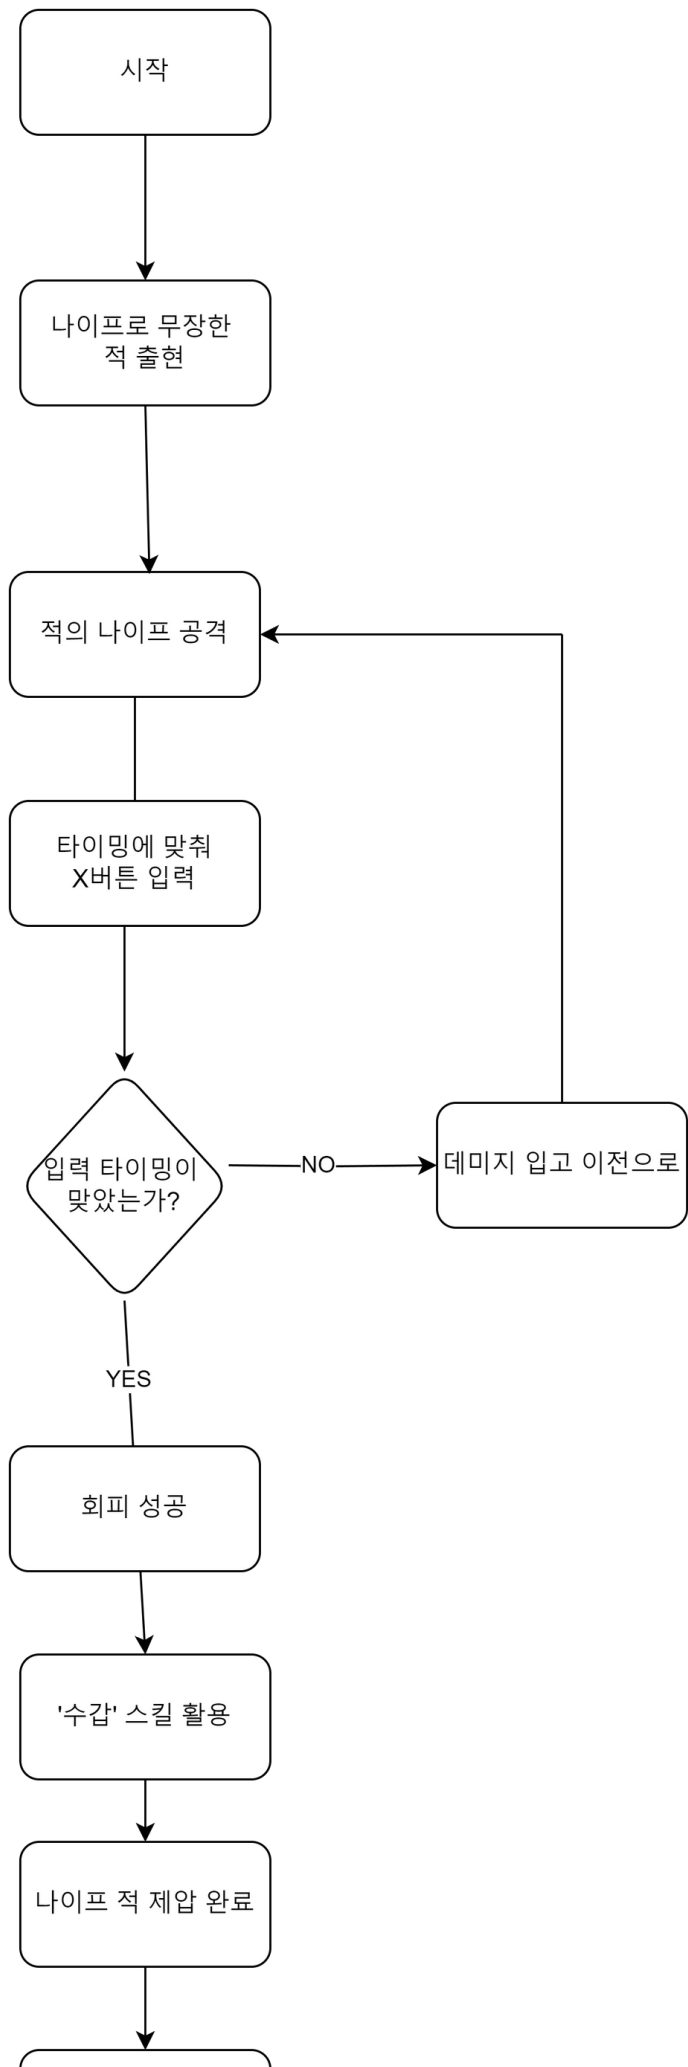 시작
나이프로 무장한
적 출현
적의 나이프 공격
타이밍에 맞춰
X버튼 입력
입력 타이밍이
맞았는가?
NO
데미지 입고 이전으로
YES
회피 성공
'수갑' 스킬 활용
나이프 적 제압 완료